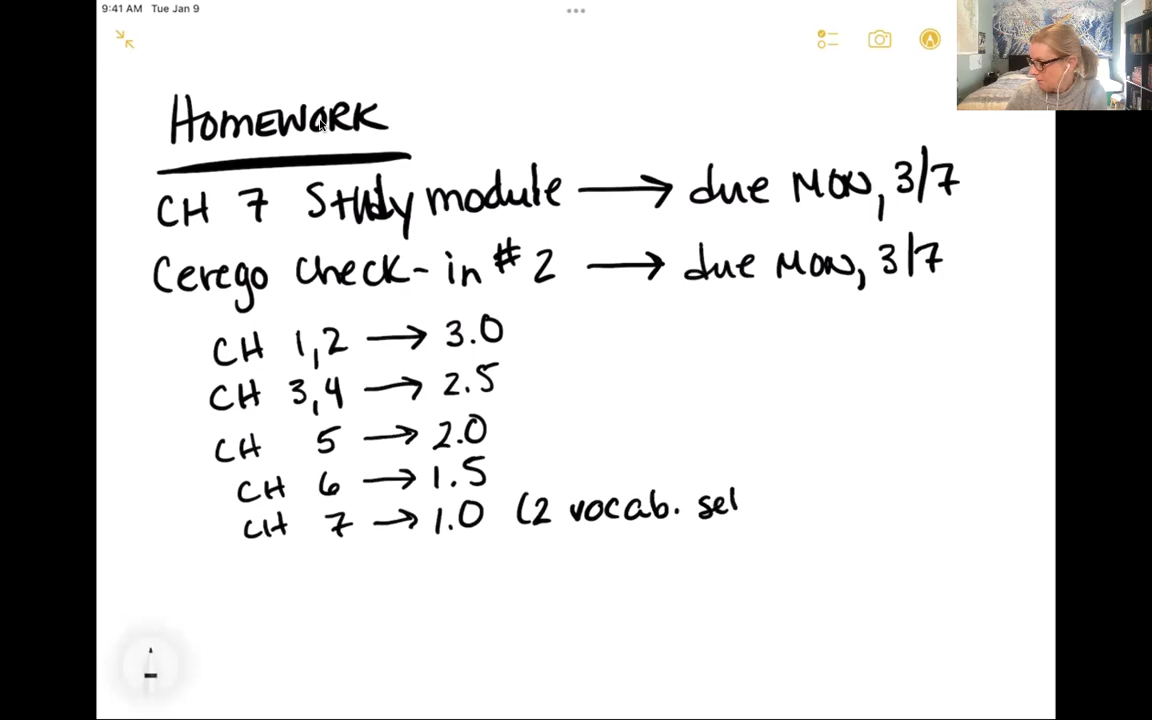 9:41 AM Tue Jan 9
HOMEWORK
CH 7 Study module → due MON, 3/7
Cerego check-in # 2 → due MON, 3/7
CH 1,2 → 3.0
CH 3,4 → 2.5
CH 5 → 2.0
CH 6 → 1.5
CH 7 → 1.0 (2 vocab. set